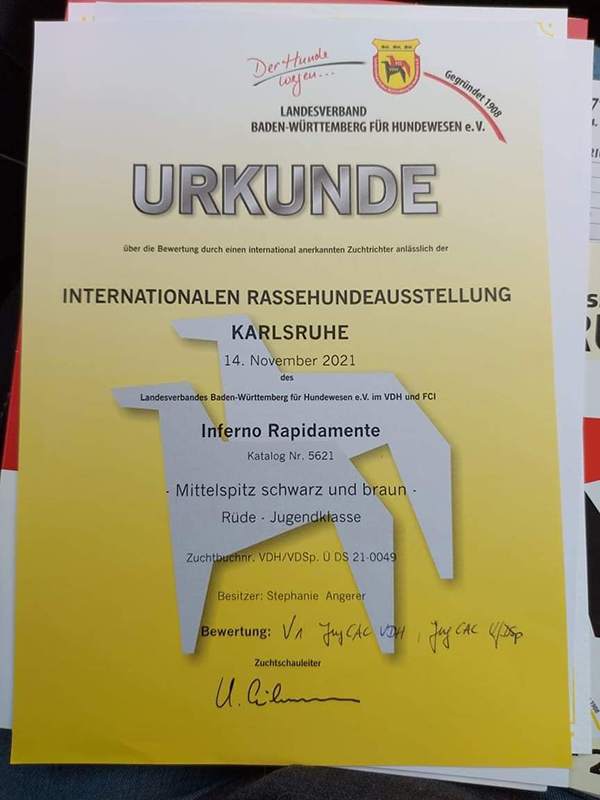 Der Hunde
wegen...
Gegründet 1908
LANDESVERBAND
BADEN-WÜRTTEMBERG FÜR HUNDEWESEN e.V.
URKUNDE
über die Bewertung durch einen international anerkannten Zuchtrichter anlässlich der
INTERNATIONALEN RASSEHUNDEAUSSTELLUNG
KARLSRUHE
14. November 2021
des
Landesverbandes Baden-Württemberg für Hundewesen e.V. im VDH und FCI
Inferno Rapidamente
Katalog Nr. 5621
- Mittelspitz schwarz und braun -
Rüde - Jugendklasse
Zuchtbuchnr. VDH/VDSp. Ü DS 21-0049
Besitzer: Stephanie Angerer
Bewertung: V1 Jug CAC VDH, Jug CAC V/DSp
Zuchtschauleiter